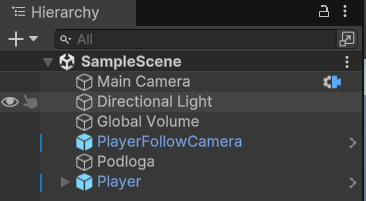 Hierarchy
All
SampleScene
Main Camera
Directional Light
Global Volume
PlayerFollowCamera
Podloga
Player